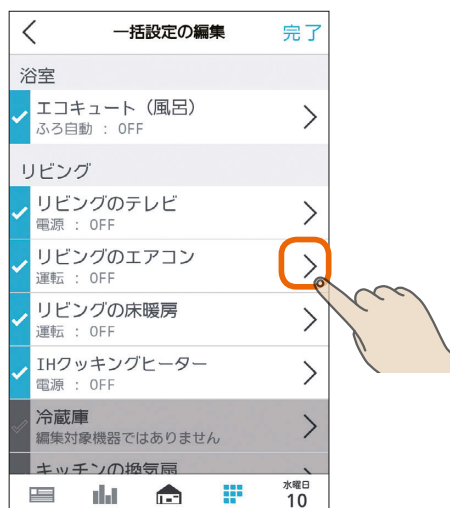 一括設定の編集 完了
浴室
エコキュート（風呂）
ふろ自動 : OFF
リビング
リビングのテレビ
電源 : OFF
リビングのエアコン
運転 : OFF
リビングの床暖房
運転 : OFF
IHクッキングヒーター
電源 : OFF
冷蔵庫
編集対象機器ではありません
キッチンの換気扇
水曜日
10